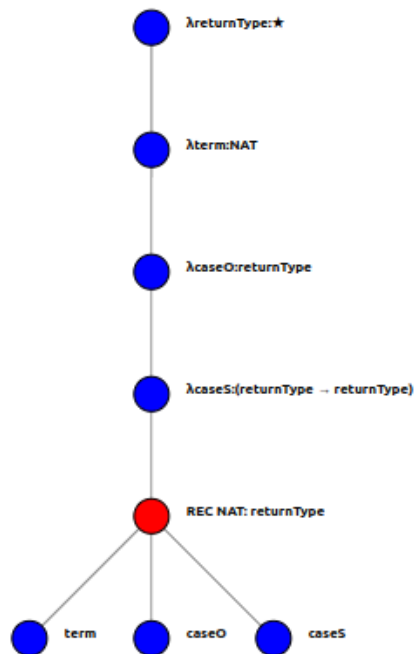 λreturnType:★
λterm:NAT
λcaseO:returnType
λcaseS:(returnType → returnType)
REC NAT: returnType
term caseO caseS